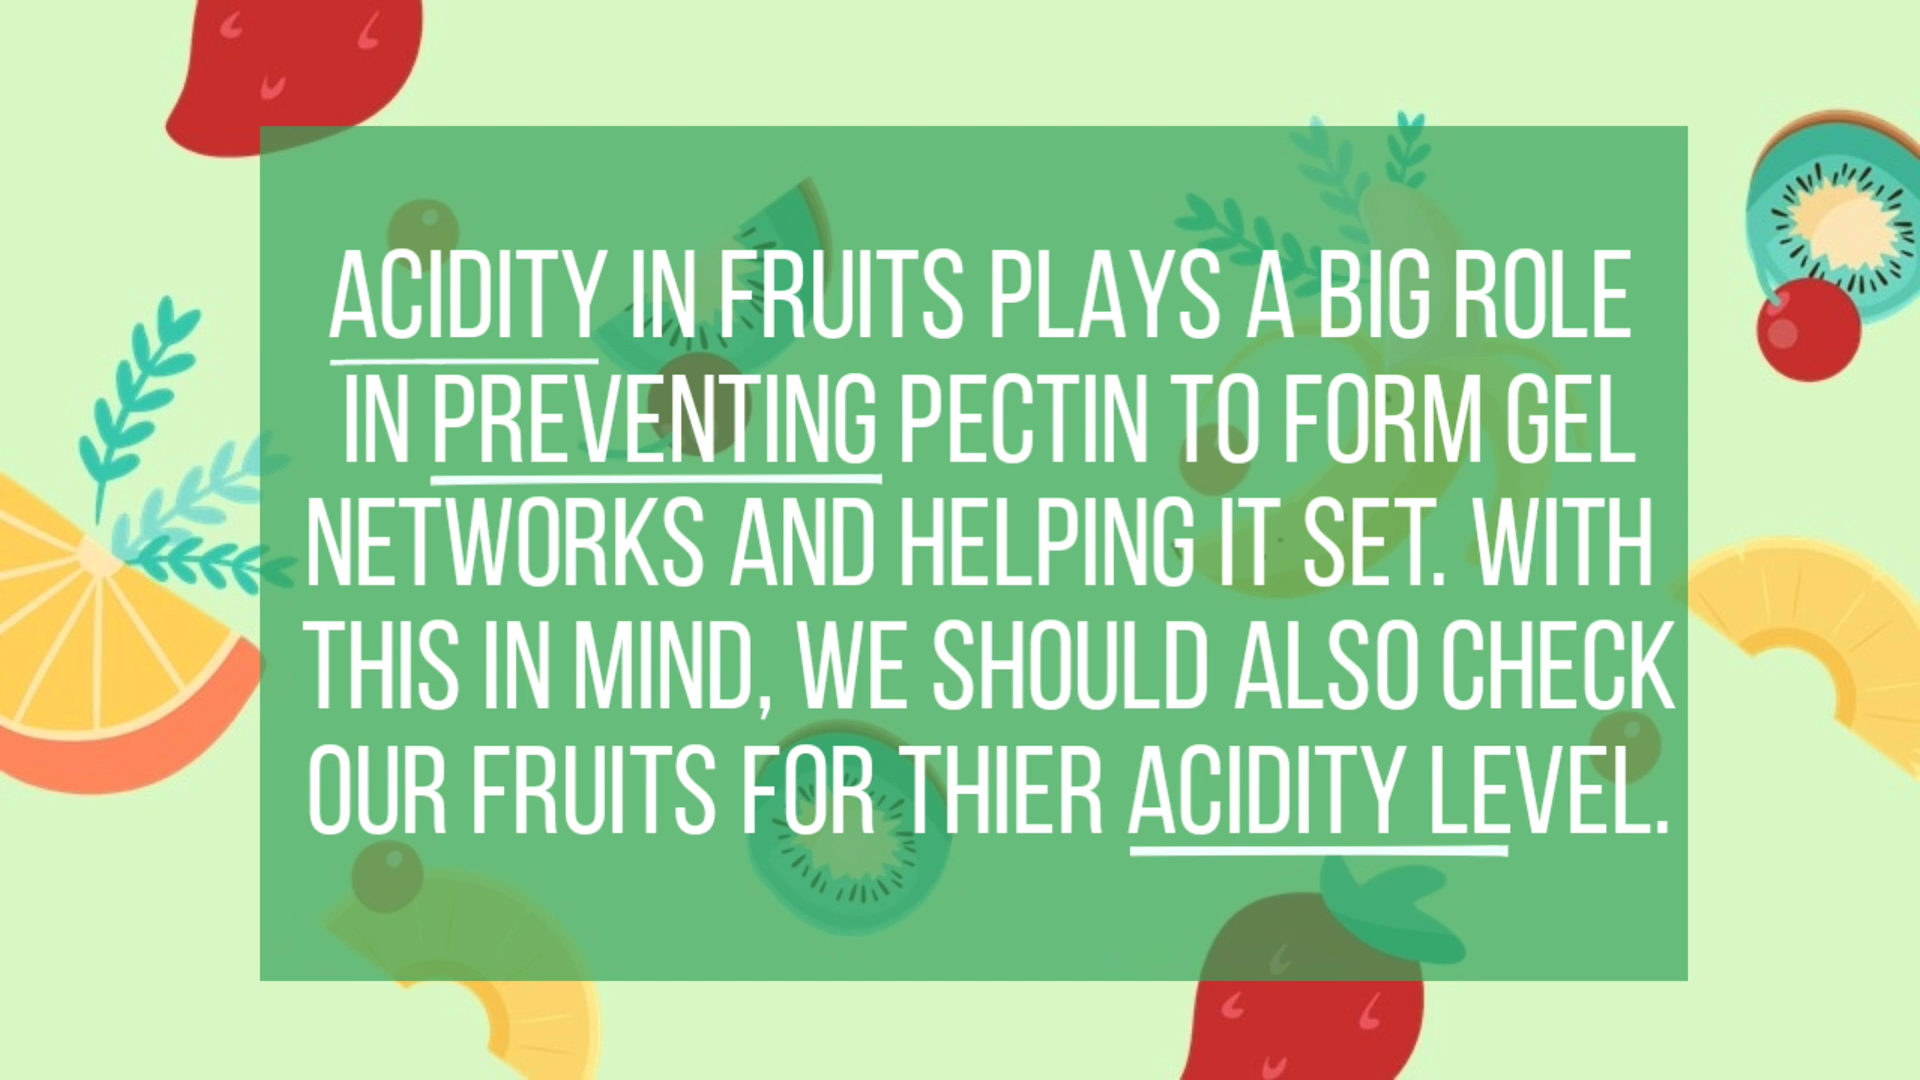 ACIDITY IN FRUITS PLAYS A BIG ROLE
IN PREVENTING PECTIN TO FORM GEL
NETWORKS AND HELPING IT SET. WITH
THIS IN MIND, WE SHOULD ALSO CHECK
OUR FRUITS FOR THIER ACIDITY LEVEL.